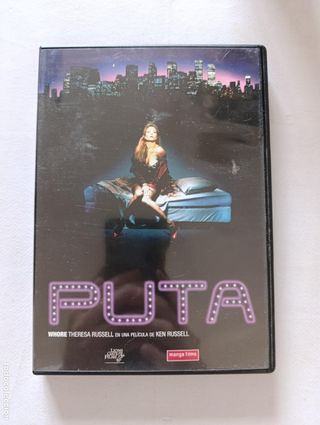 PUTA
WHORE THERESA RUSSELL EN UNA PELÍCULA DE KEN RUSSELL
manga films